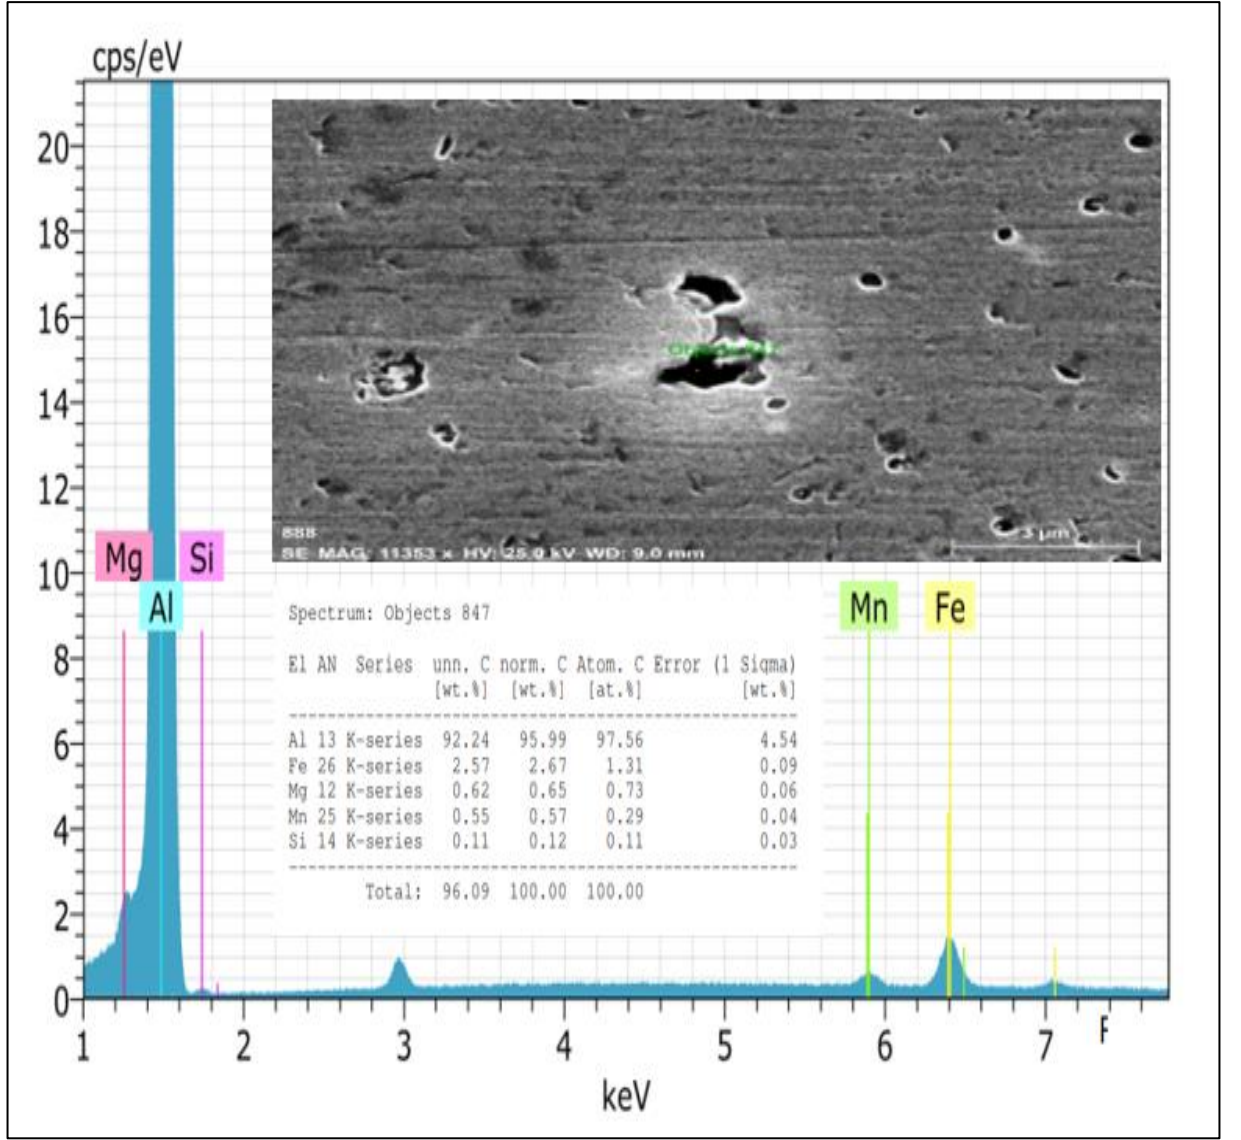 cps/eV
20
18
16
14
12
10
8
6
4
2
0
888
SE MAG: 11353 x HV: 25.0 kV WD: 9.0 mm
3 µm
Mg
Si
Al
Mn
Fe
Spectrum: Objects 847
El AN Series unn. C norm. C Atom. C Error (1 Sigma)
[wt.%] [wt.%] [at.%] [wt.%]
Al 13 K-series 92.24 95.99 97.56 4.54
Fe 26 K-series 2.57 2.67 1.31 0.09
Mg 12 K-series 0.62 0.65 0.73 0.06
Mn 25 K-series 0.55 0.57 0.29 0.04
Si 14 K-series 0.11 0.12 0.11 0.03
Total: 96.09 100.00 100.00
1 2 3 4 5 6 7
F
keV